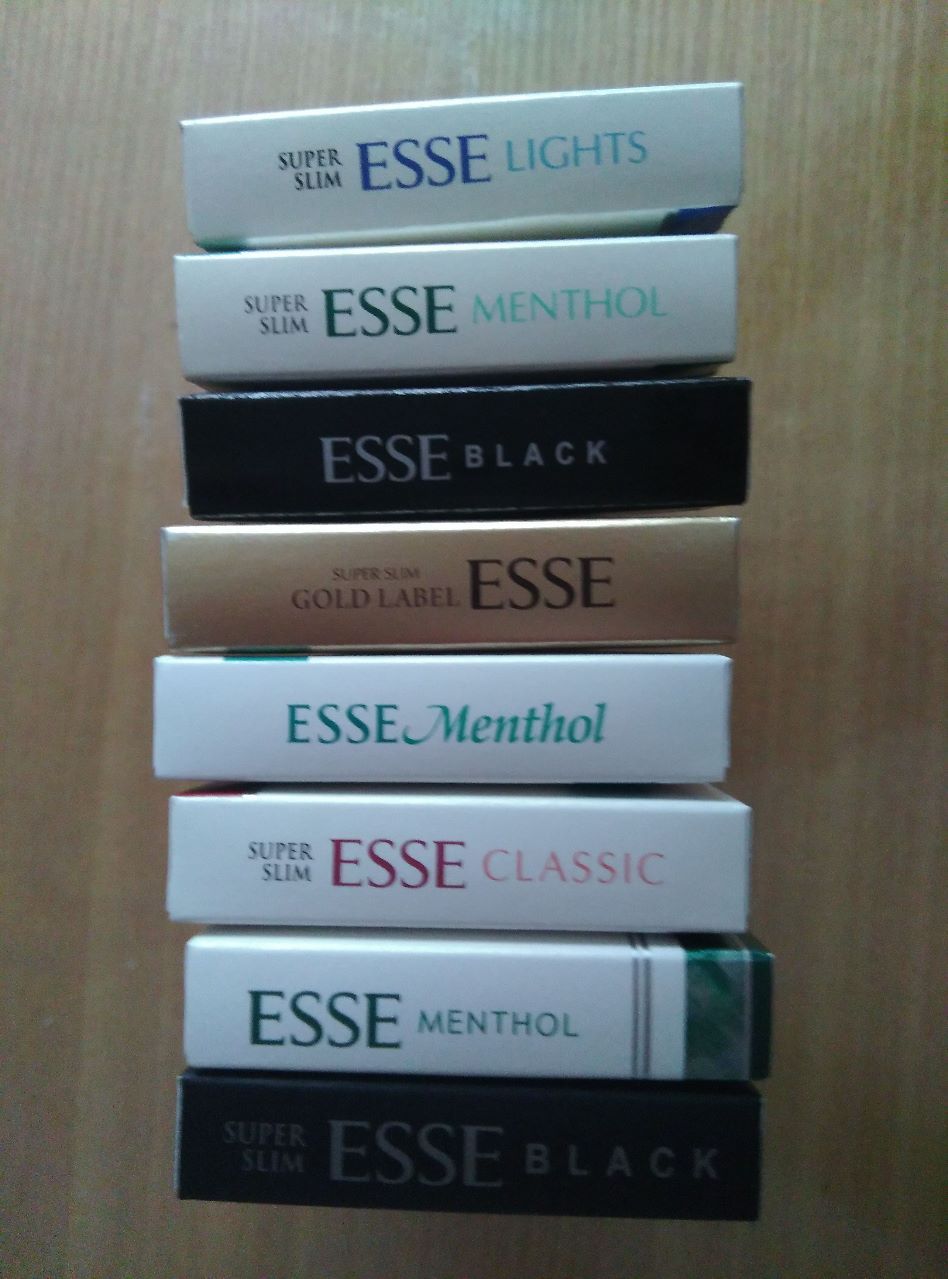 SUPER SLIM ESSE LIGHTS
SUPER SLIM ESSE MENTHOL
ESSE BLACK
SUPER SLIM
GOLD LABEL ESSE
ESSE Menthol
SUPER SLIM ESSE CLASSIC
ESSE MENTHOL
SUPER SLIM ESSE BLACK